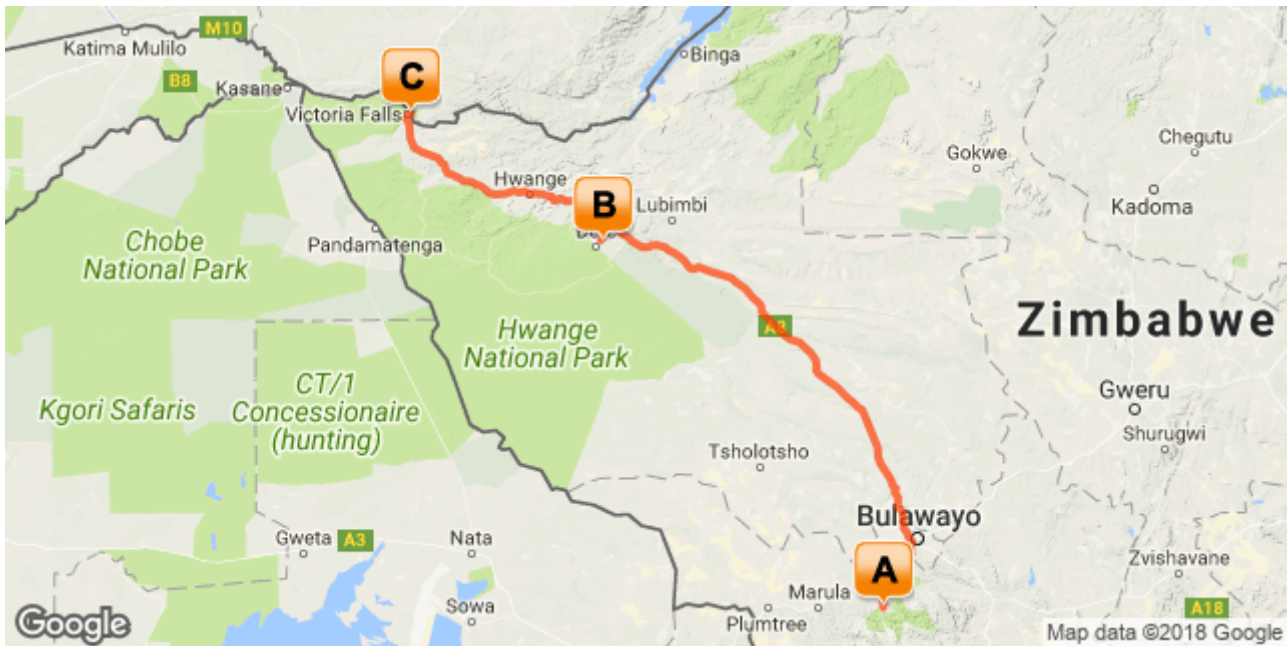 M10
Katima Mulilo
Binga
B8
Kasane
C
Victoria Falls
Chegutu
Gokwe
Hwange
B
Lubimbi
Kadoma
Pandamatenga
Chobe
National Park
Zimbabwe
A8
Hwange
National Park
CT/1
Concessionaire
(hunting)
Kgori Safaris
Gweru
Shurugwi
Tsholotsho
Bulawayo
Gweta
A3
Nata
A
Zvishavane
Marula
Sowa
Plumtree
A18
Google
Map data ©2018 Google